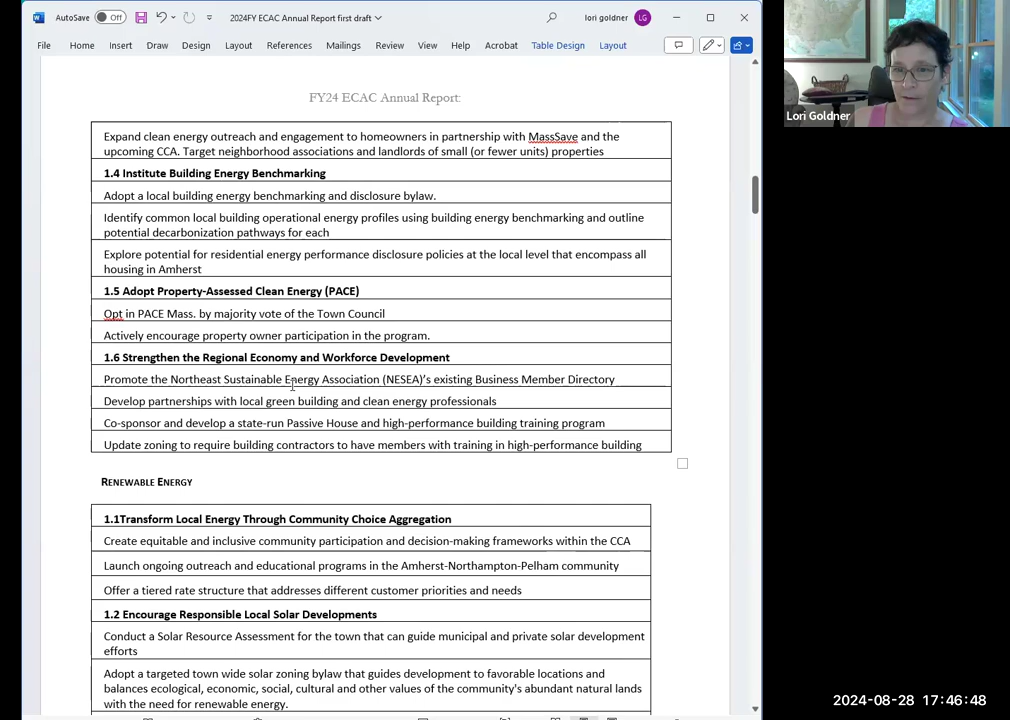 AutoSave
Off
2024FY ECAC Annual Report first draft
lori goldner
LG
File
Home
Insert
Draw
Design
Layout
References
Mailings
Review
View
Help
Acrobat
Table Design
Layout
FY24 ECAC Annual Report:
Expand clean energy outreach and engagement to homeowners in partnership with MassSave and the
upcoming CCA. Target neighborhood associations and landlords of small (or fewer units) properties
1.4 Institute Building Energy Benchmarking
Adopt a local building energy benchmarking and disclosure bylaw.
Identify common local building operational energy profiles using building energy benchmarking and outline
potential decarbonization pathways for each
Explore potential for residential energy performance disclosure policies at the local level that encompass all
housing in Amherst
1.5 Adopt Property-Assessed Clean Energy (PACE)
Opt in PACE Mass. by majority vote of the Town Council
Actively encourage property owner participation in the program.
1.6 Strengthen the Regional Economy and Workforce Development
Promote the Northeast Sustainable Energy Association (NESEA)’s existing Business Member Directory
Develop partnerships with local green building and clean energy professionals
Co-sponsor and develop a state-run Passive House and high-performance building training program
Update zoning to require building contractors to have members with training in high-performance building
RENEWABLE ENERGY
1.1Transform Local Energy Through Community Choice Aggregation
Create equitable and inclusive community participation and decision-making frameworks within the CCA
Launch ongoing outreach and educational programs in the Amherst-Northampton-Pelham community
Offer a tiered rate structure that addresses different customer priorities and needs
1.2 Encourage Responsible Local Solar Developments
Conduct a Solar Resource Assessment for the town that can guide municipal and private solar development
efforts
Adopt a targeted town wide solar zoning bylaw that guides development to favorable locations and
balances ecological, economic, social, cultural and other values of the community's abundant natural lands
with the need for renewable energy.
Lori Goldner
2024-08-28 17:46:48